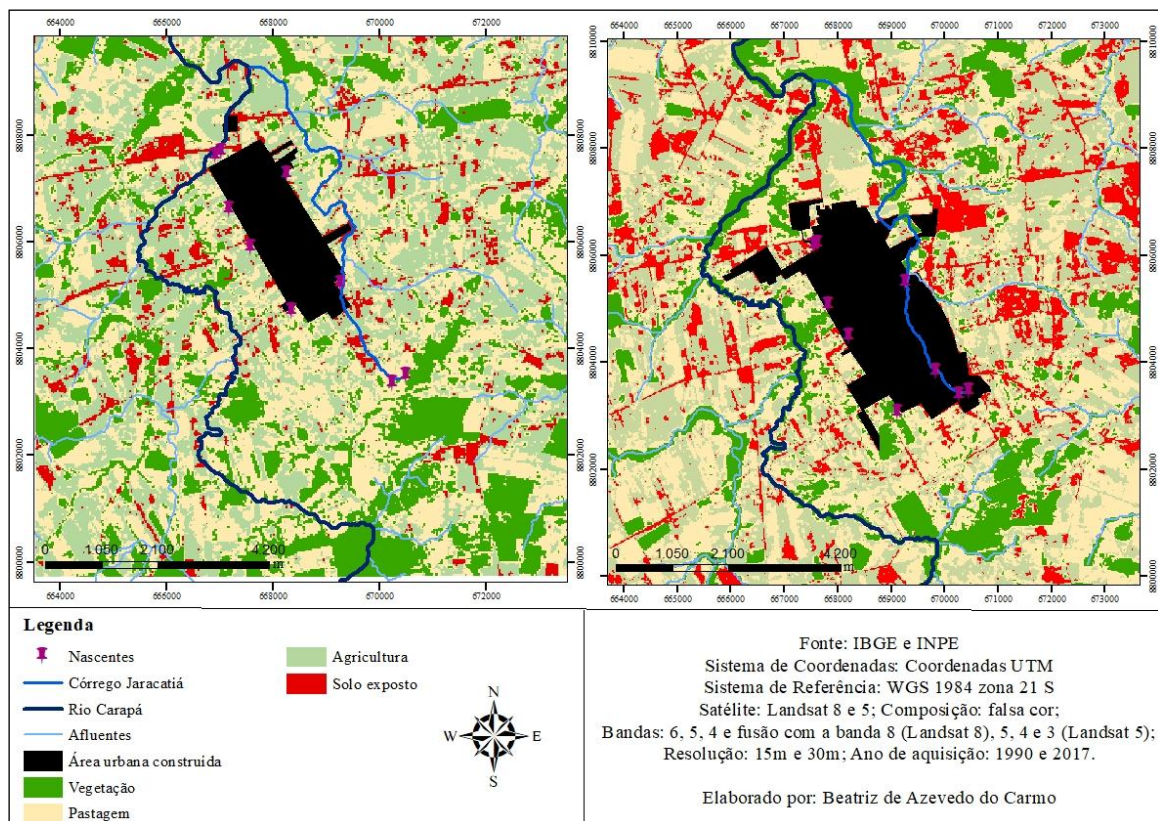 664000 666000 668000 670000 672000
664000 665000 666000 667000 668000 669000 670000 671000 672000 673000
8808000
8806000
8804000
8802000
8800000
8810000
8808000
8806000
8804000
8802000
8800000
0 1.050 2.100 4.200
m
0 1.050 2.100 4.200
m
664000 666000 668000 670000 672000
664000 665000 666000 667000 668000 669000 670000 671000 672000 673000
Legenda
Nascentes
Córrego Jaracatiá
Rio Carapá
Afluentes
Área urbana construida
Vegetação
Pastagem
Agricultura
Solo exposto
N
W E
S
Fonte: IBGE e INPE
Sistema de Coordenadas: Coordenadas UTM
Sistema de Referência: WGS 1984 zona 21 S
Satélite: Landsat 8 e 5; Composição: falsa cor;
Bandas: 6, 5, 4 e fusão com a banda 8 (Landsat 8), 5, 4 e 3 (Landsat 5);
Resolução: 15m e 30m; Ano de aquisição: 1990 e 2017.
Elaborado por: Beatriz de Azevedo do Carmo